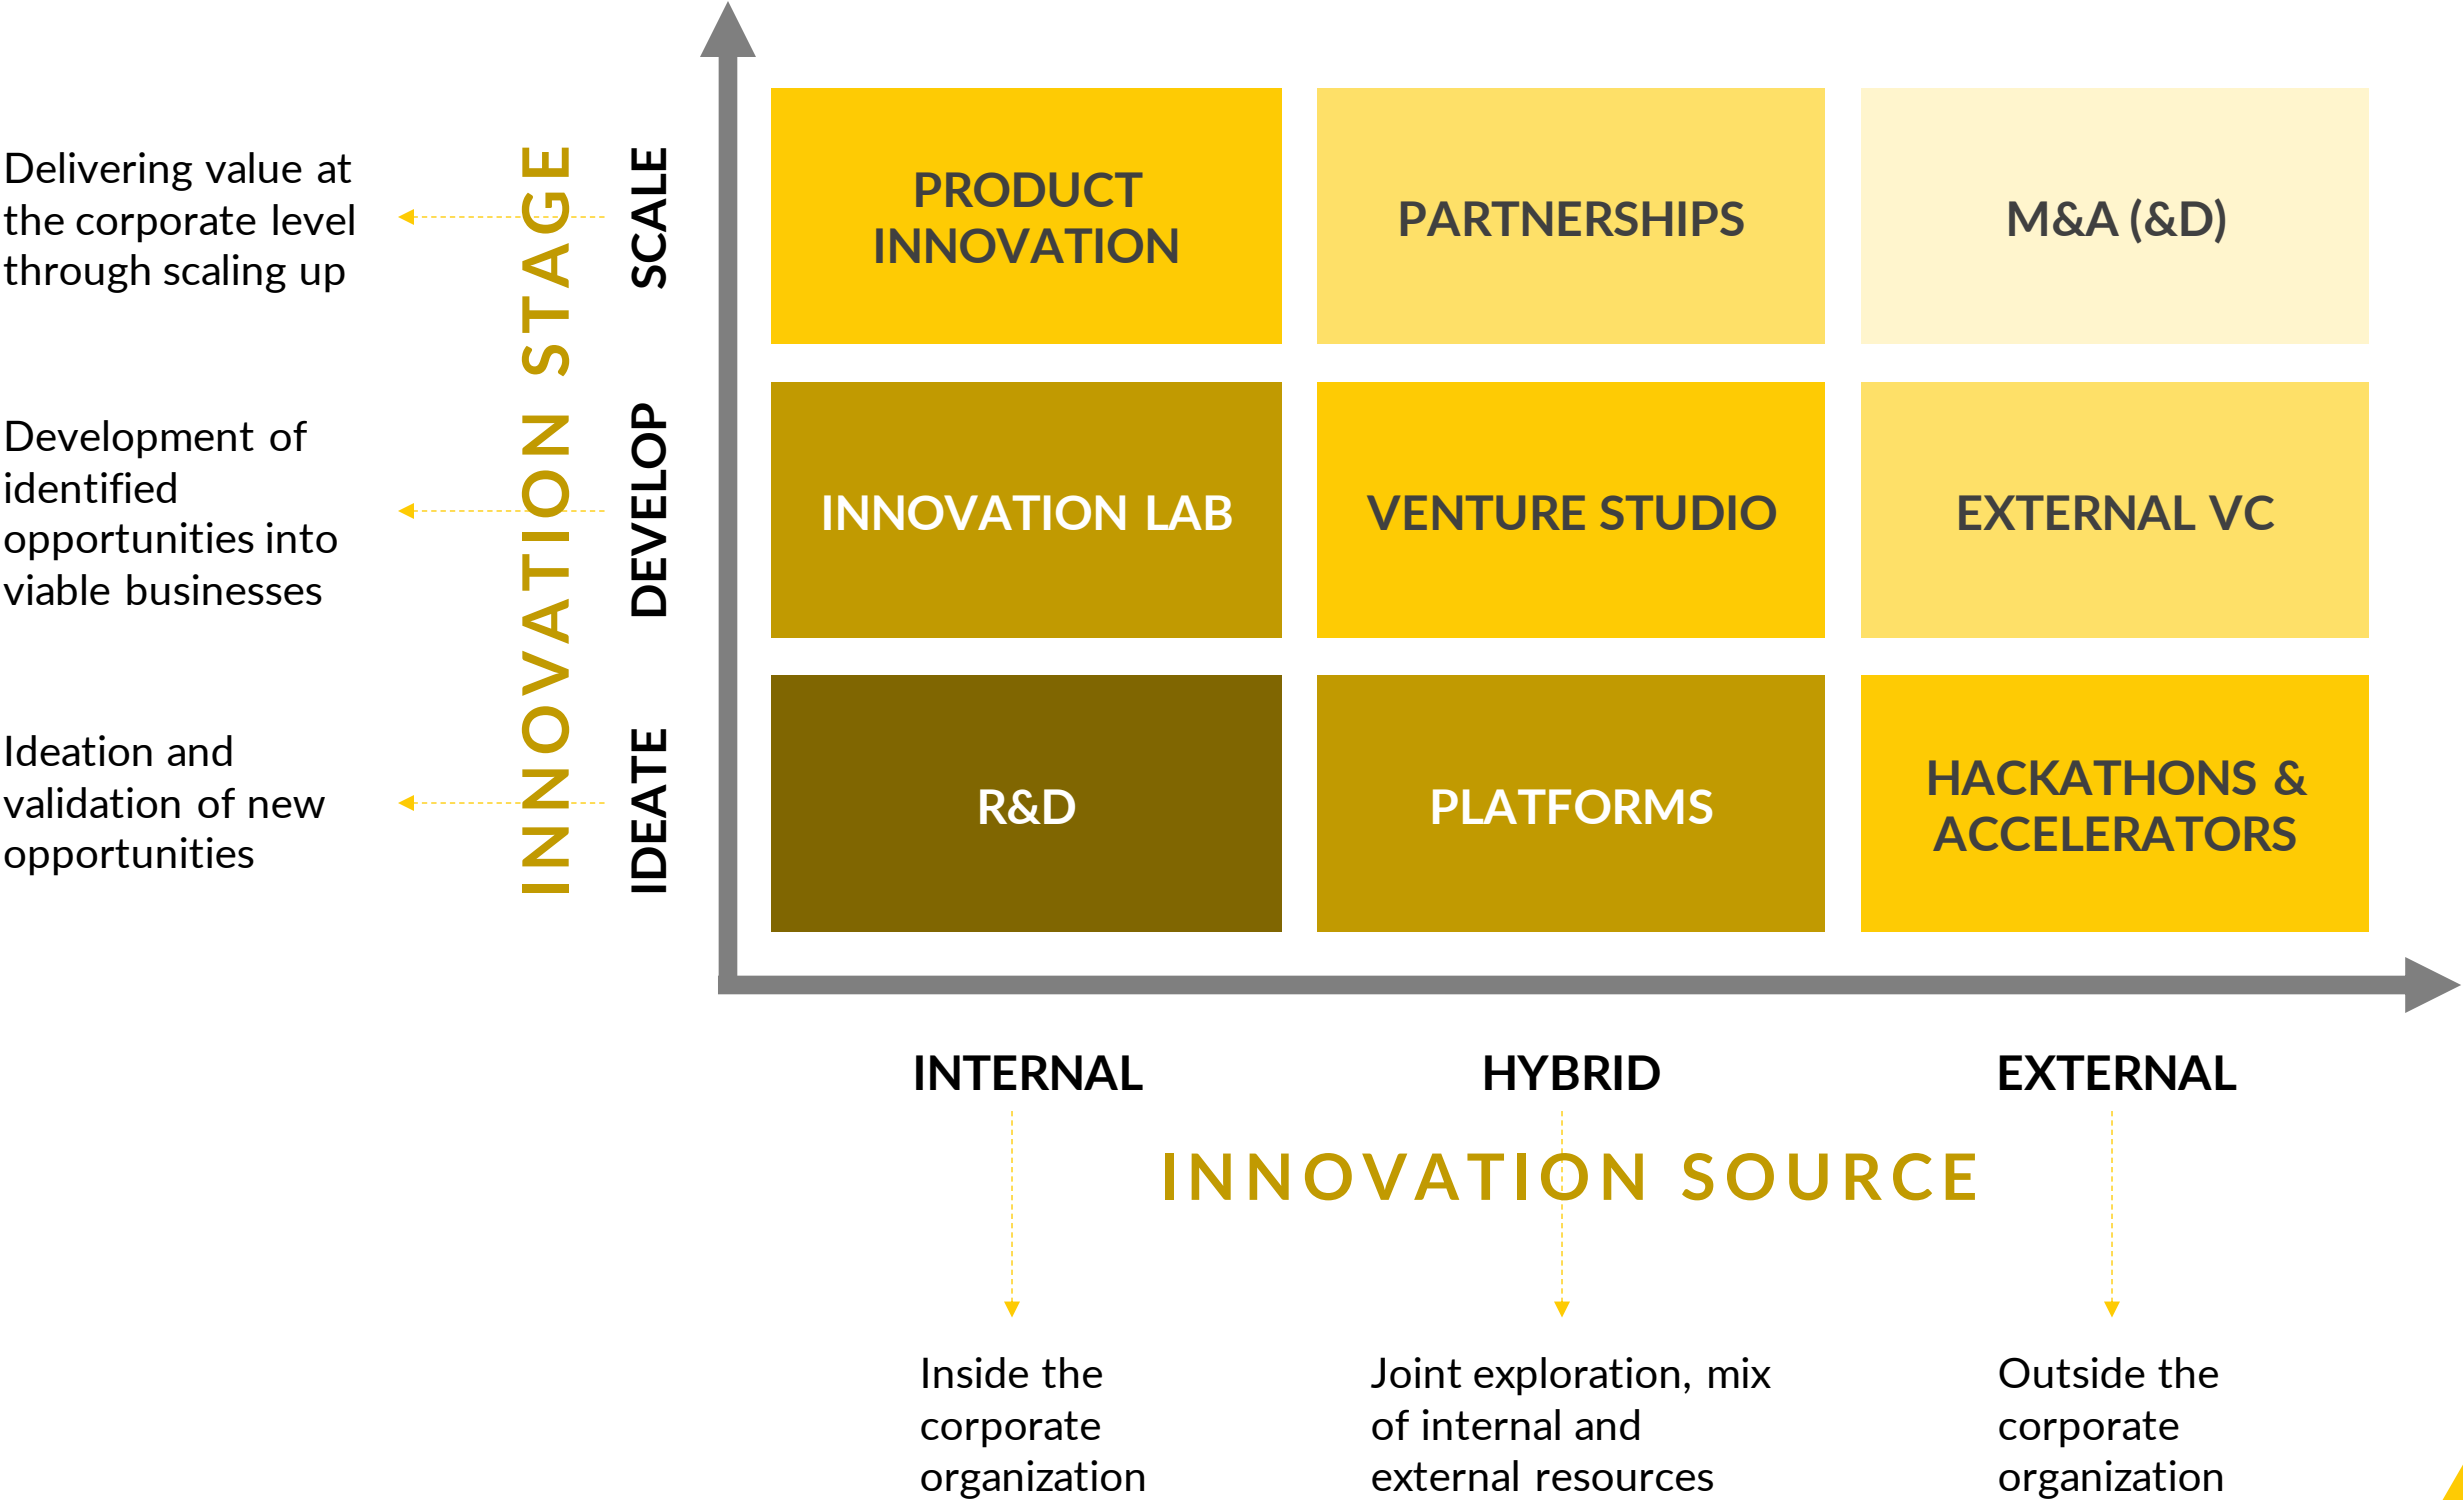 Delivering value at
the corporate level
through scaling up
Development of
identified
opportunities into
viable businesses
Ideation and
validation of new
opportunities
INNOVATION STAGE
SCALE
DEVELOP
IDEATE
PRODUCT
INNOVATION
PARTNERSHIPS
M&A (&D)
INNOVATION LAB
VENTURE STUDIO
EXTERNAL VC
R&D
PLATFORMS
HACKATHONS &
ACCELERATORS
INTERNAL
HYBRID
EXTERNAL
INNOVATION SOURCE
Inside the
corporate
organization
Joint exploration, mix
of internal and
external resources
Outside the
corporate
organization